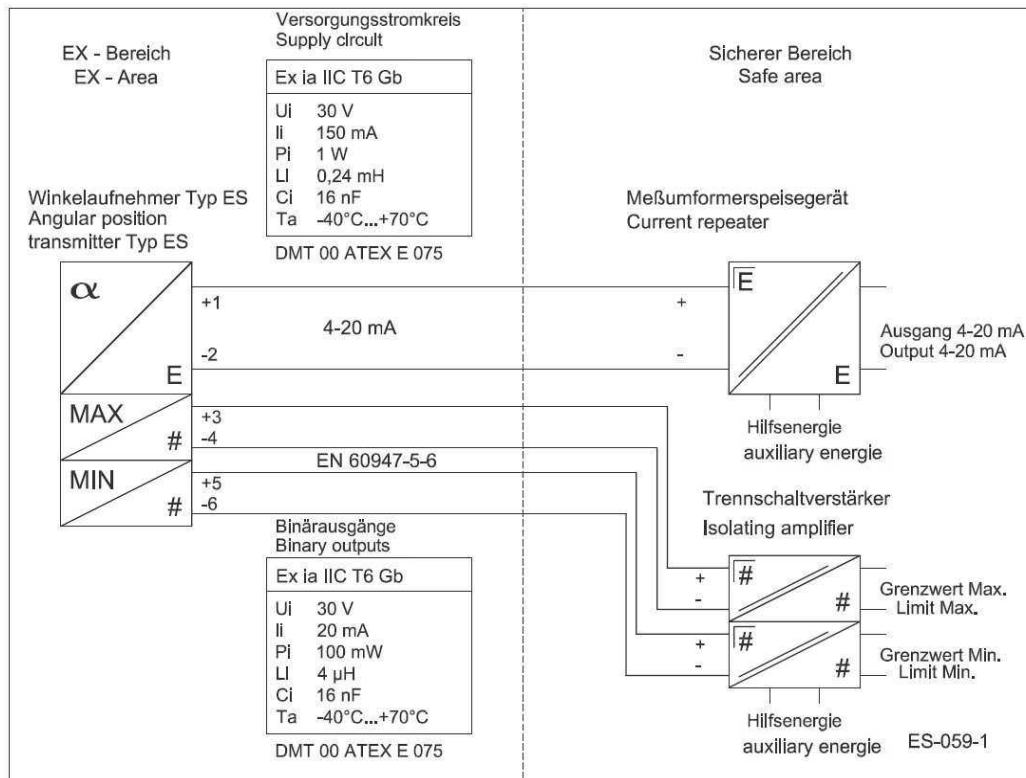 EX - Bereich
EX - Area
Versorgungsstromkreis
Supply clrcult
Ex ia IIC T6 Gb
Ui 30 V
Ii 150 mA
Pi 1 W
LI 0,24 mH
Ci 16 nF
Ta -40°C...+70°C
DMT 00 ATEX E 075
Sicherer Bereich
Safe area
Winkelaufnehmer Typ ES
Angular position
transmitter Typ ES
Meßumformerspeisegerät
Current repeater
α
E
+1
-2
4-20 mA
+
-
E
E
Ausgang 4-20 mA
Output 4-20 mA
Hilfsenergie
auxiliary energie
MAX
#
+3
-4
EN 60947-5-6
MIN
#
+5
-6
Trennschaltverstärker
Isolating amplifier
+
-
#
#
Grenzwert Max.
Limit Max.
+
-
#
#
Grenzwert Min.
Limit Min.
Hilfsenergie
auxiliary energie
ES-059-1
Binärausgänge
Binary outputs
Ex ia IIC T6 Gb
Ui 30 V
Ii 20 mA
Pi 100 mW
LI 4 µH
Ci 16 nF
Ta -40°C...+70°C
DMT 00 ATEX E 075